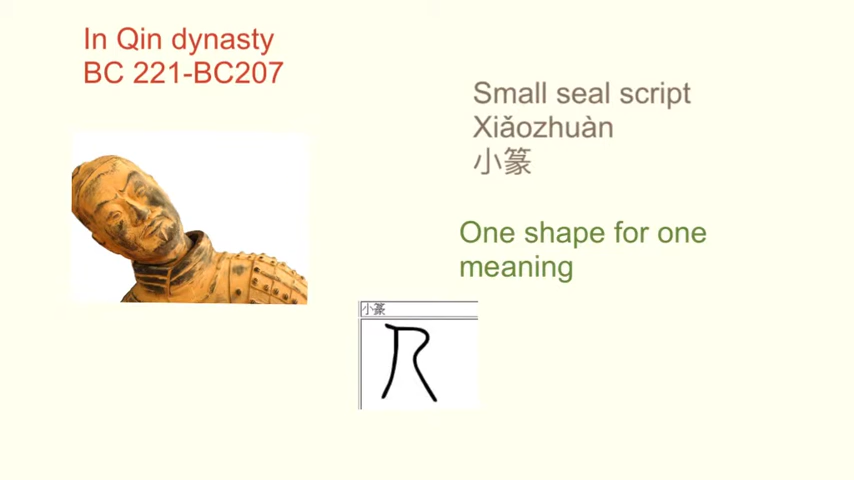 In Qin dynasty
BC 221-BC207
Small seal script
Xiǎozhuàn
小篆
One shape for one
meaning
小篆